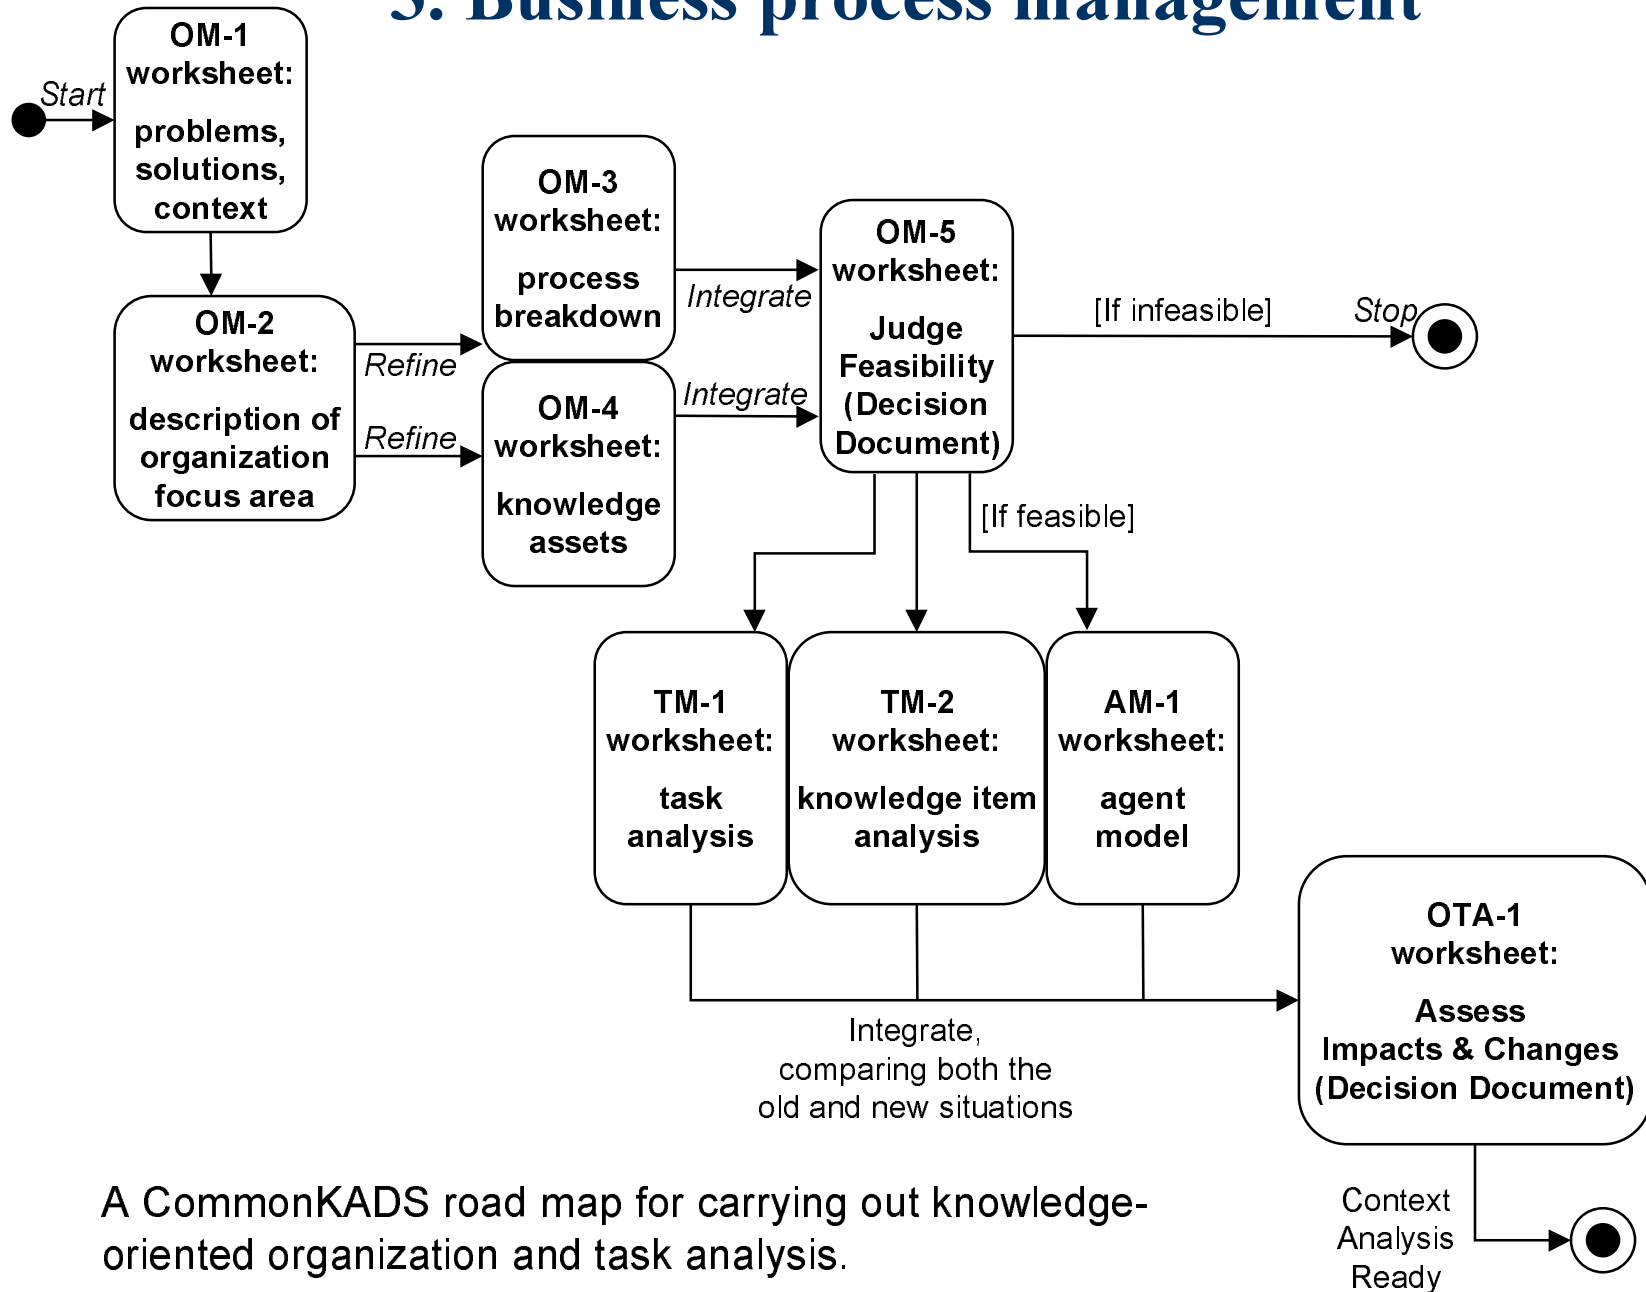 Business process management
OM-1
worksheet:
problems,
solutions,
context
Start
OM-2
worksheet:
description of
organization
focus area
Refine
Refine
OM-3
worksheet:
process
breakdown
OM-4
worksheet:
knowledge
assets
Integrate
Integrate
OM-5
worksheet:
Judge
Feasibility
(Decision
Document)
[If infeasible]
Stop
[If feasible]
TM-1
worksheet:
task
analysis
TM-2
worksheet:
knowledge item
analysis
AM-1
worksheet:
agent
model
Integrate,
comparing both the
old and new situations
OTA-1
worksheet:
Assess
Impacts & Changes
(Decision Document)
Context
Analysis
Ready
A CommonKADS road map for carrying out knowledge-
oriented organization and task analysis.